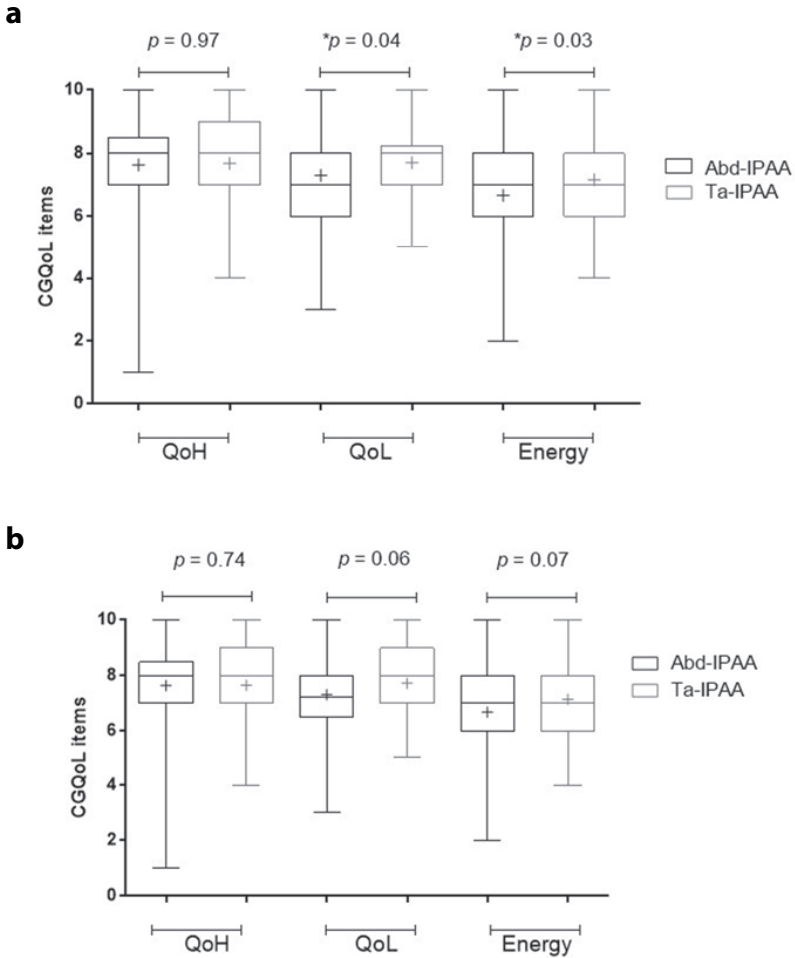 a
p = 0.97
*p = 0.04
*p = 0.03
10
8
6
4
2
0
CGQoL items
Abd-IPAA
Ta-IPAA
QoH
QoL
Energy
b
p = 0.74
p = 0.06
p = 0.07
10
8
6
4
2
0
CGQoL items
Abd-IPAA
Ta-IPAA
QoH
QoL
Energy